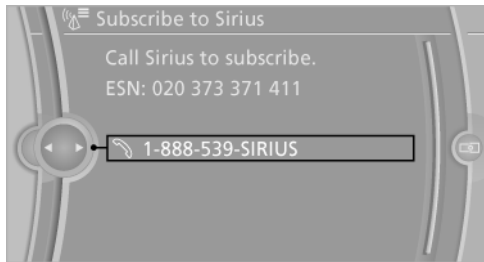 Subscribe to Sirius
Call Sirius to subscribe.
ESN: 020 373 371 411
1-888-539-SIRIUS